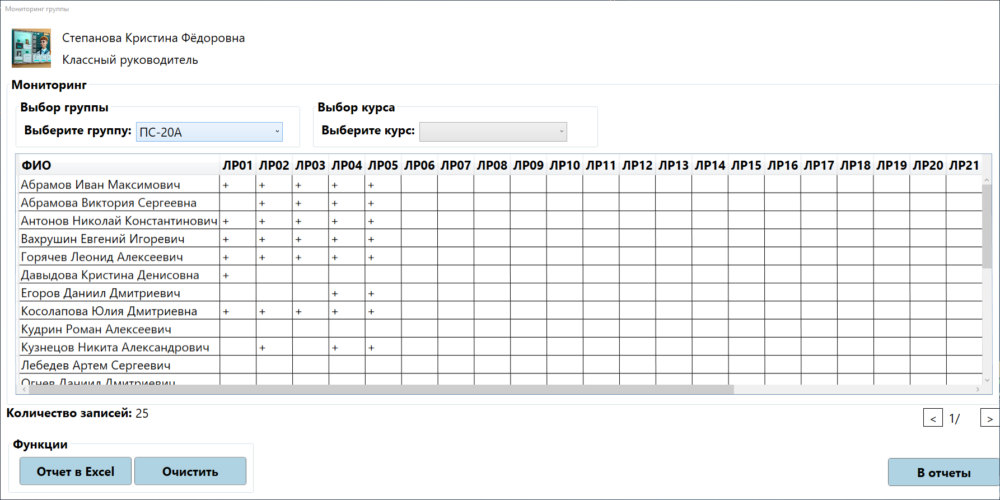 Мониторинг группы
Степанова Кристина Фёдоровна
Классный руководитель
Мониторинг
Выбор группы
Выберите группу: ПС-20А
Выбор курса
Выберите курс:
ФИО ЛР01 ЛР02 ЛР03 ЛР04 ЛР05 ЛР06 ЛР07 ЛР08 ЛР09 ЛР10 ЛР11 ЛР12 ЛР13 ЛР14 ЛР15 ЛР16 ЛР17 ЛР18 ЛР19 ЛР20 ЛР21
Абрамов Иван Максимович + + + + +
Абрамова Виктория Сергеевна + + + +
Антонов Николай Константинович + + + + +
Вахрушин Евгений Игоревич + + + + +
Горячев Леонид Алексеевич + + + + +
Давыдова Кристина Денисовна +
Егоров Даниил Дмитриевич + +
Косолапова Юлия Дмитриевна + + + + +
Кудрин Роман Алексеевич
Кузнецов Никита Александрович + + +
Лебедев Артем Сергеевич
Огнев Даниил Дмитриевич
Количество записей: 25
< 1/ >
Функции
Отчет в Excel
Очистить
В отчеты